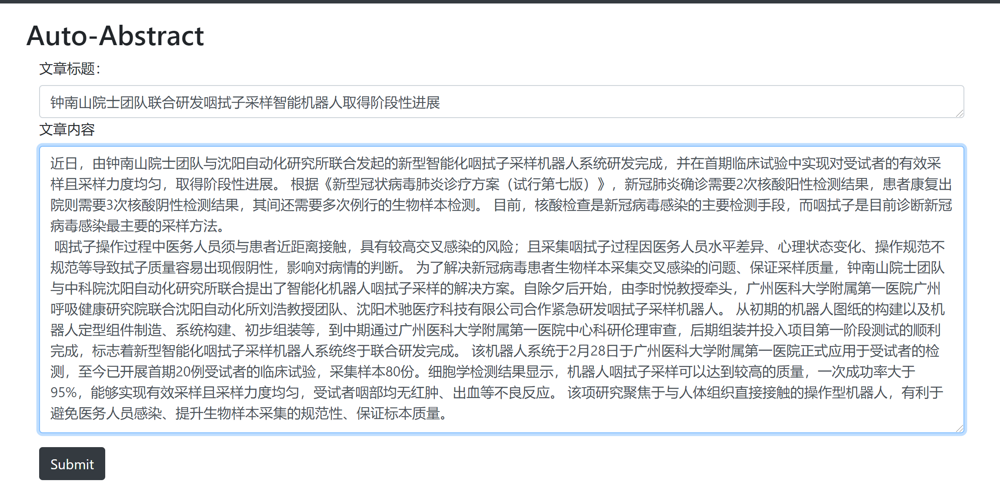 Auto-Abstract
文章标题：
钟南山院士团队联合研发咽拭子采样智能机器人取得阶段性进展
文章内容
近日，由钟南山院士团队与沈阳自动化研究所联合发起的新型智能化咽拭子采样机器人系统研发完成，并在首期临床试验中实现对受试者的有效采
样且采样力度均匀，取得阶段性进展。 根据《新型冠状病毒肺炎诊疗方案（试行第七版）》，新冠肺炎确诊需要2次核酸阳性检测结果，患者康复出
院则需要3次核酸阴性检测结果，其间还需要多次例行的生物样本检测。 目前，核酸检查是新冠病毒感染的主要检测手段，而咽拭子是目前诊断新冠
病毒感染最主要的采样方法。
咽拭子操作过程中医务人员须与患者近距离接触，具有较高交叉感染的风险；且采集咽拭子过程因医务人员水平差异、心理状态变化、操作规范不
规范等导致拭子质量容易出现假阴性，影响对病情的判断。 为了解决新冠病毒患者生物样本采集交叉感染的问题、保证采样质量，钟南山院士团队
与中科院沈阳自动化研究所联合提出了智能化机器人咽拭子采样的解决方案。自除夕后开始，由李时悦教授牵头，广州医科大学附属第一医院广州
呼吸健康研究院联合沈阳自动化所刘浩教授团队、沈阳术驰医疗科技有限公司合作紧急研发咽拭子采样机器人。 从初期的机器人图纸的构建以及机
器人定型组件制造、系统构建、初步组装等，到中期通过广州医科大学附属第一医院中心科研伦理审查，后期组装并投入项目第一阶段测试的顺利
完成，标志着新型智能化咽拭子采样机器人系统终于联合研发完成。 该机器人系统于2月28日于广州医科大学附属第一医院正式应用于受试者的检
测，至今已开展首期20例受试者的临床试验，采集样本80份。细胞学检测结果显示，机器人咽拭子采样可以达到较高的质量，一次成功率大于
95%，能够实现有效采样且采样力度均匀，受试者咽部均无红肿、出血等不良反应。 该项研究聚焦于与人体组织直接接触的操作型机器人，有利于
避免医务人员感染、提升生物样本采集的规范性、保证标本质量。
Submit